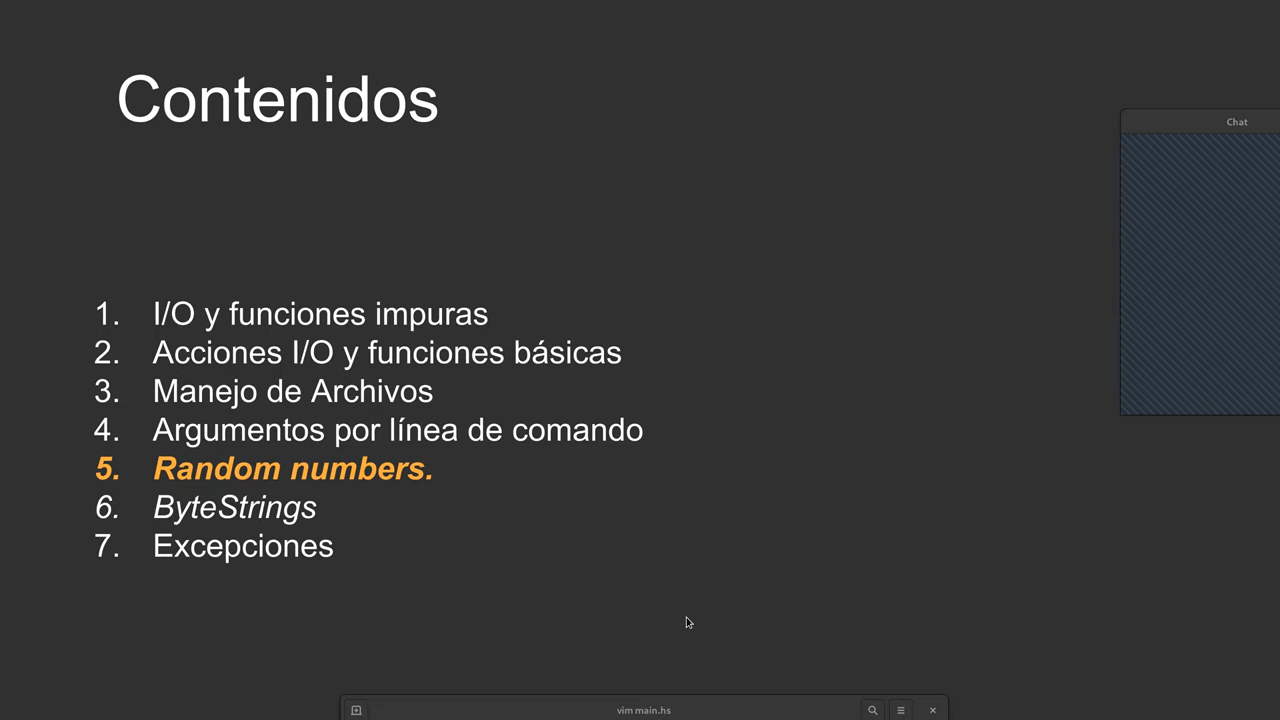 Contenidos
Chat
1. I/O y funciones impuras
2. Acciones I/O y funciones básicas
3. Manejo de Archivos
4. Argumentos por línea de comando
5. Random numbers.
6. ByteStrings
7. Excepciones
vim main.hs